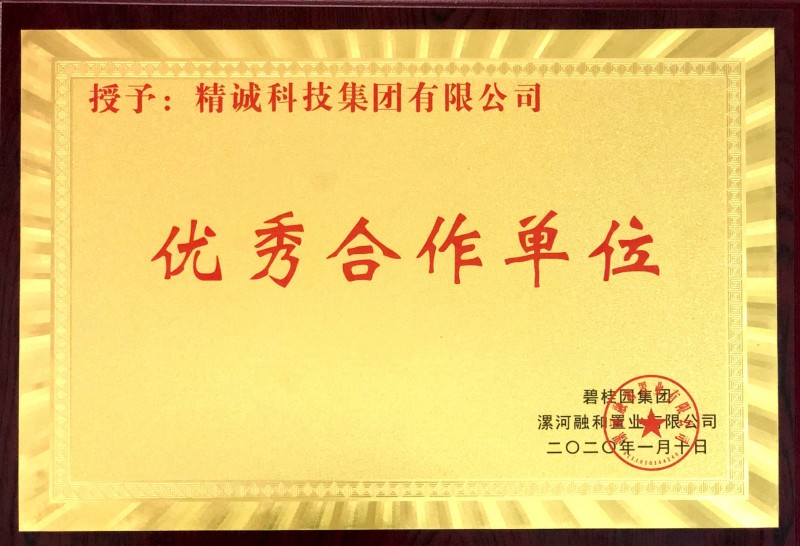 授予：精诚科技集团有限公司
优秀合作单位
碧桂园集团
漯河融和置业有限公司
二〇二〇年一月十日